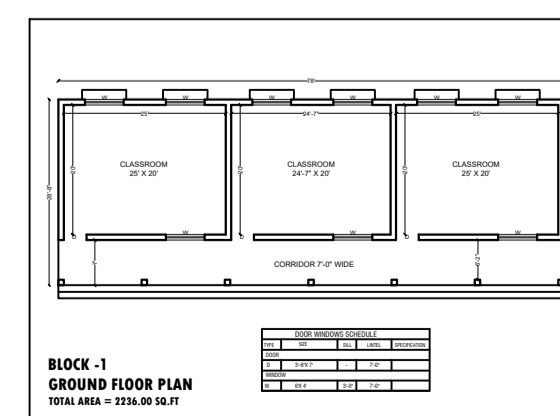 78'
W W W W W W
25' 24'-7" 25'
CLASSROOM CLASSROOM CLASSROOM
25' X 20' 24'-7" X 20' 25' X 20'
20' 20' 20'
28'-8"
W W W
D D D
7' 6'-2"
CORRIDOR 7'-0" WIDE
DOOR WINDOWS SCHEDULE
TYPE SIZE SILL LINTEL SPECIFICATION
DOOR
D 3'-6"X 7' - 7'-0"
WINDOW
W 6'X 4' 3'-0" 7'-0"
BLOCK -1
GROUND FLOOR PLAN
TOTAL AREA = 2236.00 SQ.FT